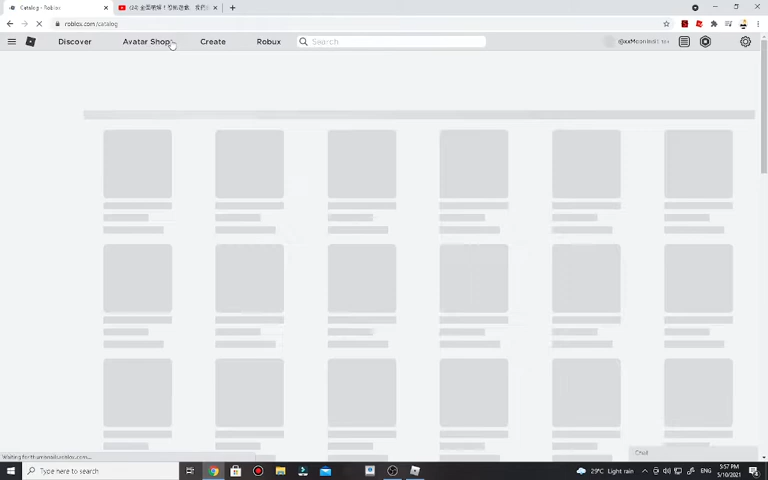 Catalog - Roblox
roblox.com/catalog
Discover
Avatar Shop
Create
Robux
Search
Chat
Type here to search
29°C Light rain
ENG
5:57 PM
5/10/2021